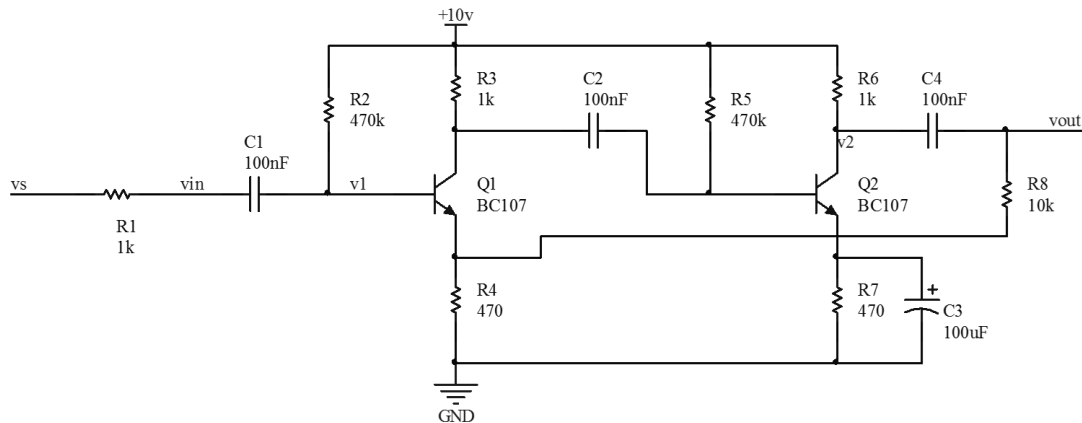 +10v
R3
1k
C2
100nF
R6
1k
C4
100nF
R2
470k
R5
470k
vout
C1
100nF
v2
vs
vin
v1
Q1
BC107
Q2
BC107
R8
10k
R1
1k
R4
470
R7
470
+
C3
100uF
GND